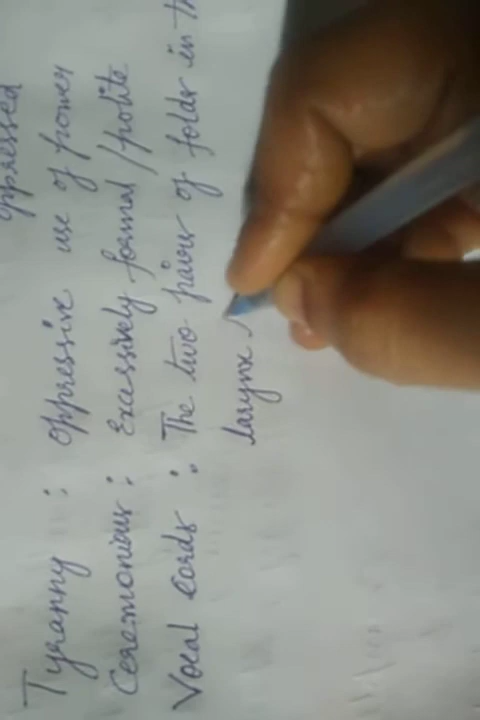 oppressed
Tyranny : oppressive use of power
Ceremonious : Excessively formal / polite
Vocal Cords : The two pairs of folds in th
larynx